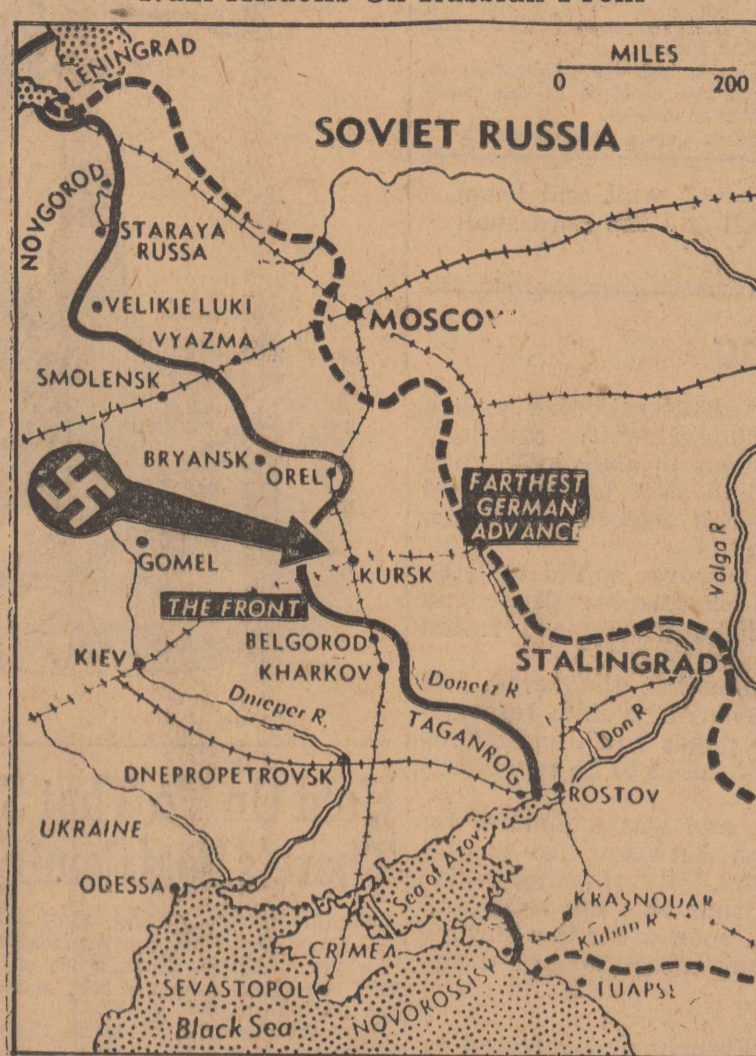 MILES
0 200
LENINGRAD
SOVIET RUSSIA
NOVGOROD
STARAYA
RUSSA
VELIKIE LUKI
MOSCOW
VYAZMA
SMOLENSK
BRYANSK
OREL
FARTHEST
GERMAN
ADVANCE
Volga R
GOMEL
KURSK
THE FRONT
BELGOROD
KIEV
KHARKOV
STALINGRAD
Donetz R
Dnieper R.
TAGANROG
Don R
DNEPROPETROVSK
ROSTOV
UKRAINE
Sea of Azov
ODESSA
KRASNODAR
Kuban R
CRIMEA
SEVASTOPOL
NOVOROSSISK
TUAPSE
Black Sea